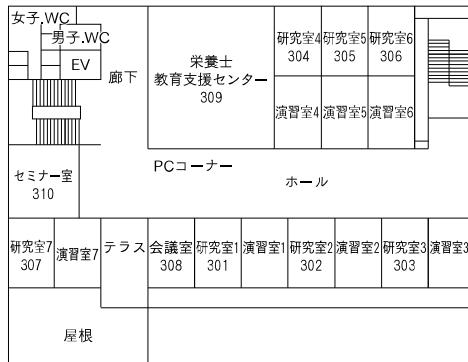 女子.WC
男子.WC
EV
廊下
栄養士
教育支援センター
309
研究室4
304
研究室5
305
研究室6
306
演習室4
演習室5
演習室6
PCコーナー
ホール
セミナー室
310
研究室7
307
演習室7
テラス
会議室
308
研究室1
301
演習室1
研究室2
302
演習室2
研究室3
303
演習室3
屋根